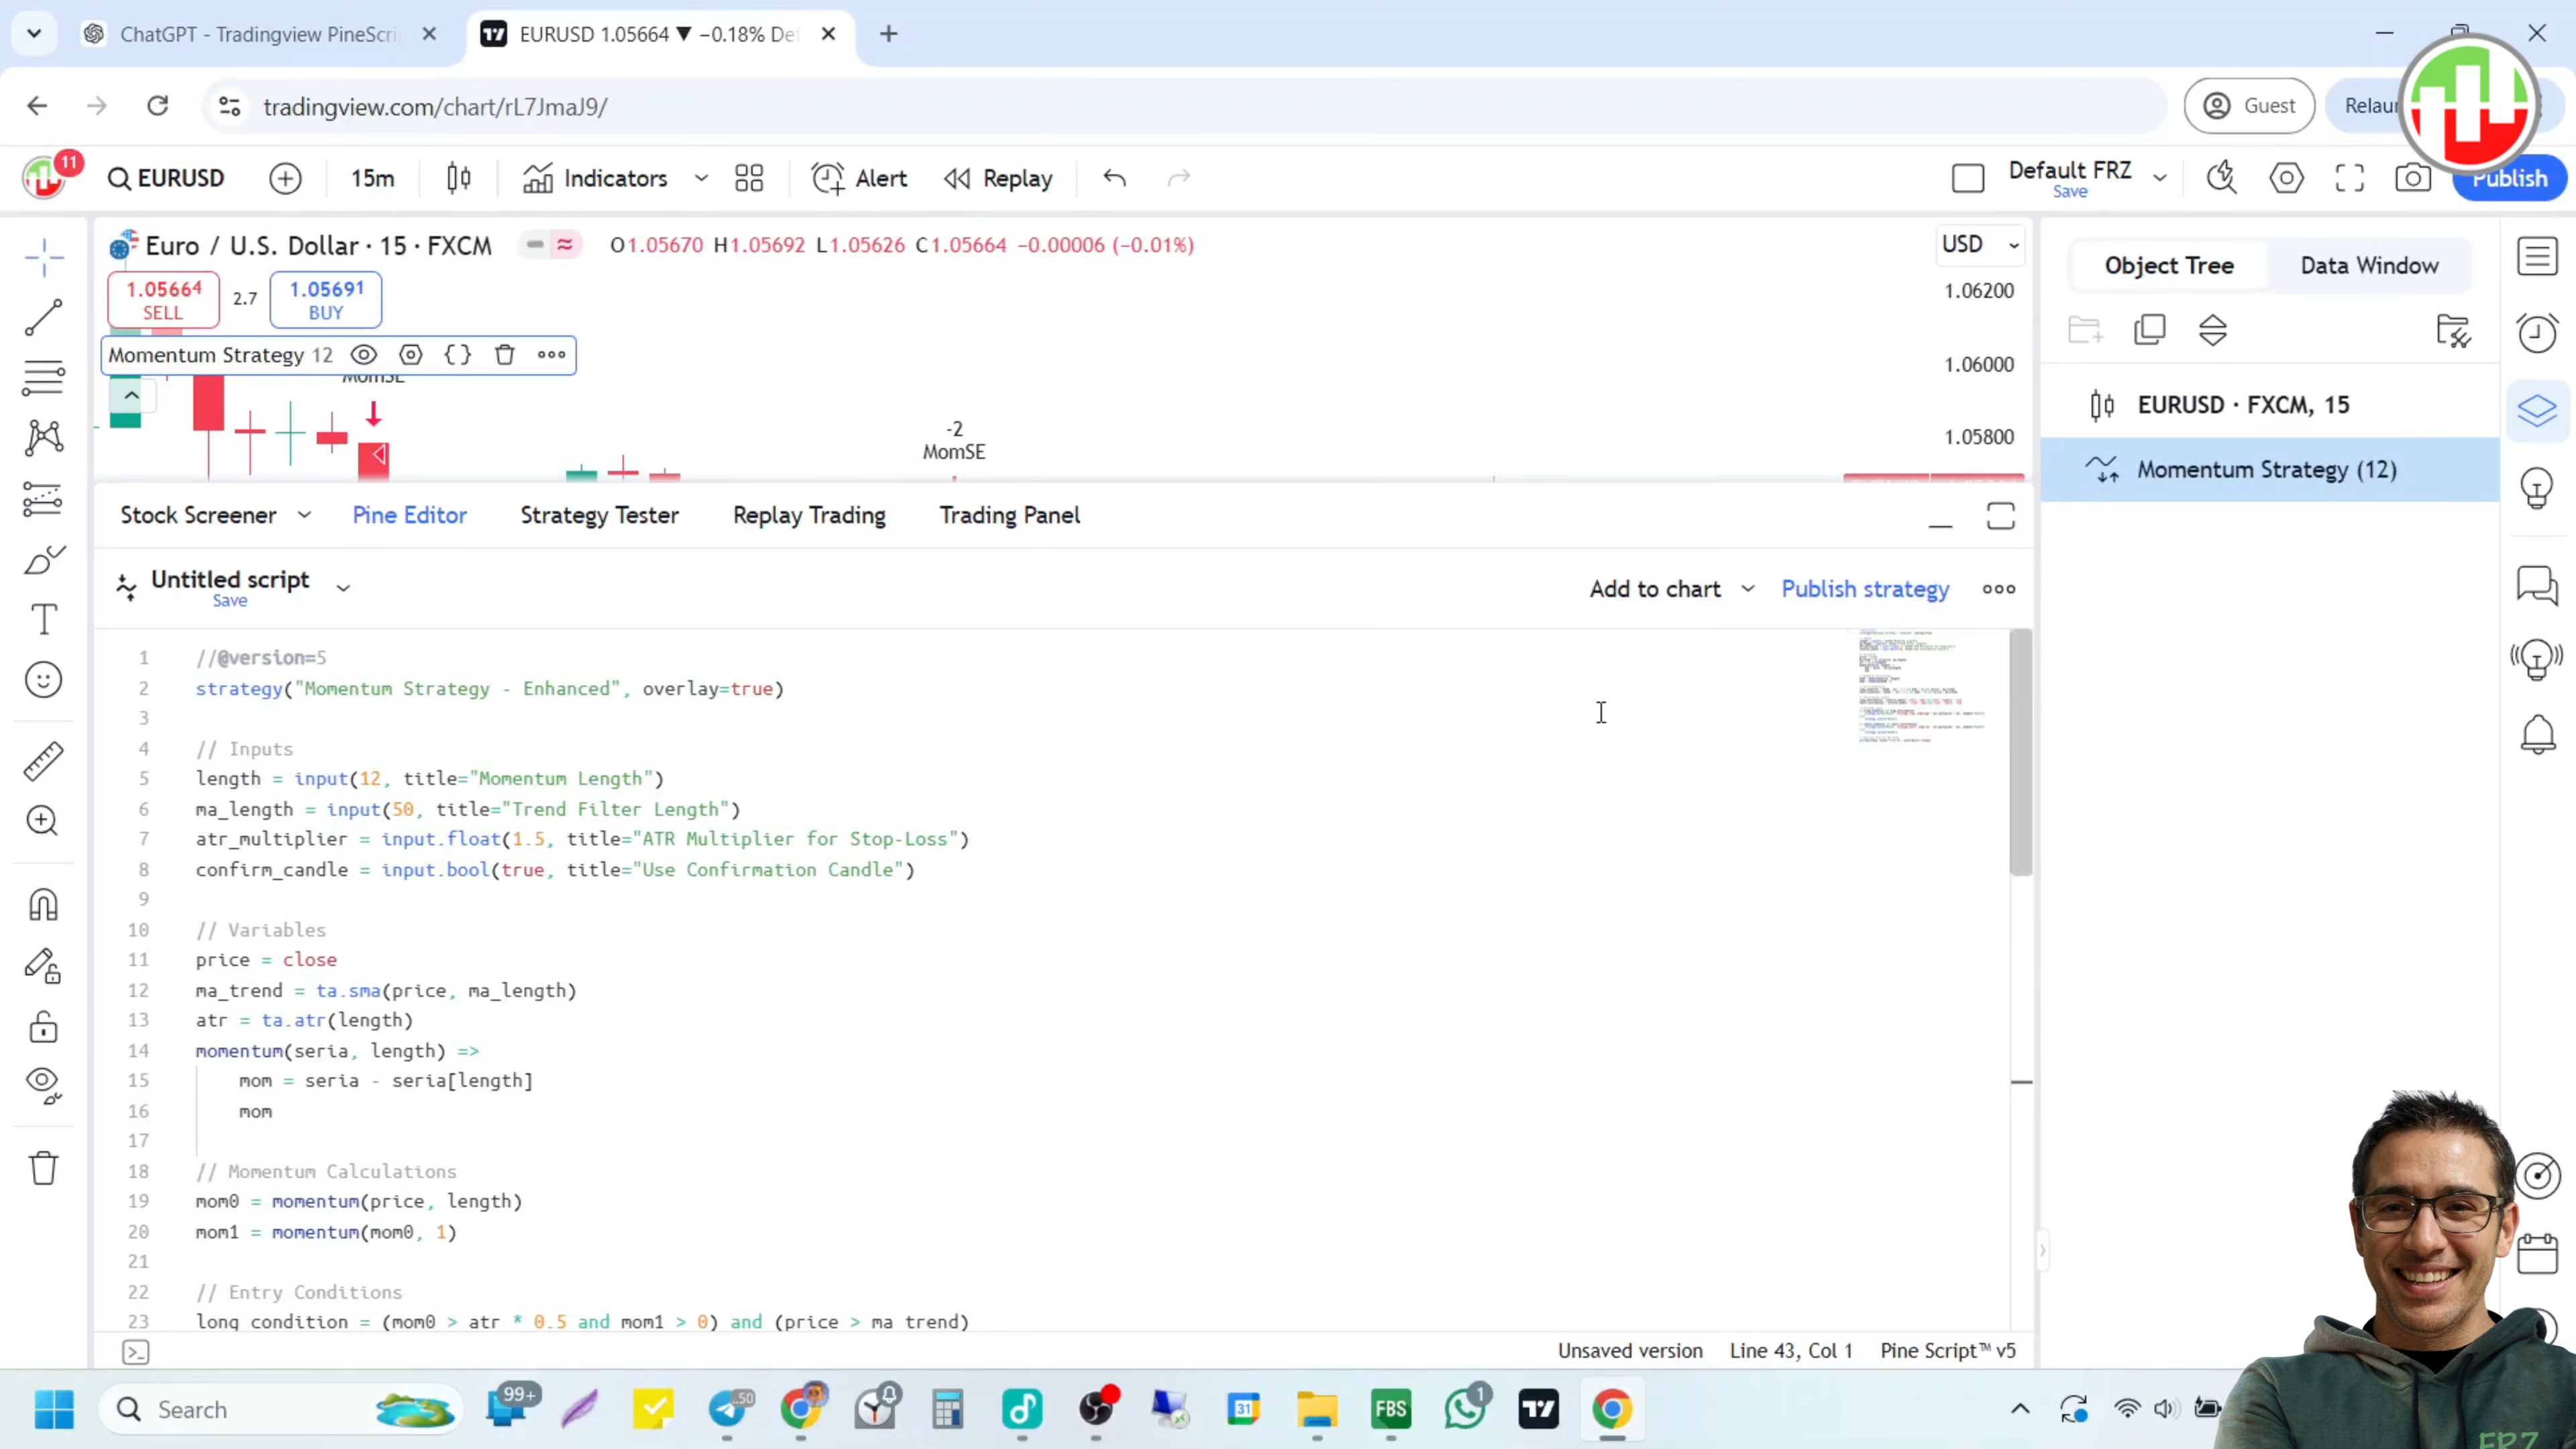 ChatGPT - Tradingview PineScri
EURUSD 1.05664 ▼ −0.18% De
tradingview.com/chart/rL7JmaJ9/
Guest
Relau
11
EURUSD
15m
Indicators
Alert
Replay
Default FRZ
Save
Publish
Euro / U.S. Dollar · 15 · FXCM
O1.05670 H1.05692 L1.05626 C1.05664 −0.00006 (−0.01%)
USD
1.05664
SELL
2.7
1.05691
BUY
Momentum Strategy 12
MomSE
-2
MomSE
1.06200
1.06000
1.05800
Object Tree
Data Window
EURUSD · FXCM, 15
Momentum Strategy (12)
Stock Screener
Pine Editor
Strategy Tester
Replay Trading
Trading Panel
Untitled script
Save
Add to chart
Publish strategy
1 //@version=5
2 strategy("Momentum Strategy - Enhanced", overlay=true)
3
4 // Inputs
5 length = input(12, title="Momentum Length")
6 ma_length = input(50, title="Trend Filter Length")
7 atr_multiplier = input.float(1.5, title="ATR Multiplier for Stop-Loss")
8 confirm_candle = input.bool(true, title="Use Confirmation Candle")
9
10 // Variables
11 price = close
12 ma_trend = ta.sma(price, ma_length)
13 atr = ta.atr(length)
14 momentum(seria, length) =>
15 mom = seria - seria[length]
16 mom
17
18 // Momentum Calculations
19 mom0 = momentum(price, length)
20 mom1 = momentum(mom0, 1)
21
22 // Entry Conditions
23 long_condition = (mom0 > atr * 0.5 and mom1 > 0) and (price > ma_trend)
Unsaved version
Line 43, Col 1
Pine Script™ v5
Search
99+
50
31
FBS
1
FRZ